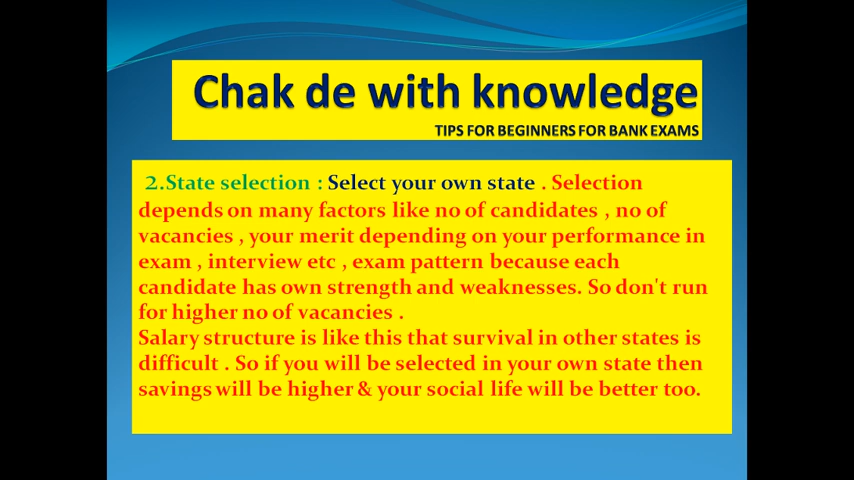 Chak de with knowledge
TIPS FOR BEGINNERS FOR BANK EXAMS
2.State selection : Select your own state . Selection
depends on many factors like no of candidates , no of
vacancies , your merit depending on your performance in
exam , interview etc , exam pattern because each
candidate has own strength and weaknesses. So don't run
for higher no of vacancies .
Salary structure is like this that survival in other states is
difficult . So if you will be selected in your own state then
savings will be higher & your social life will be better too.